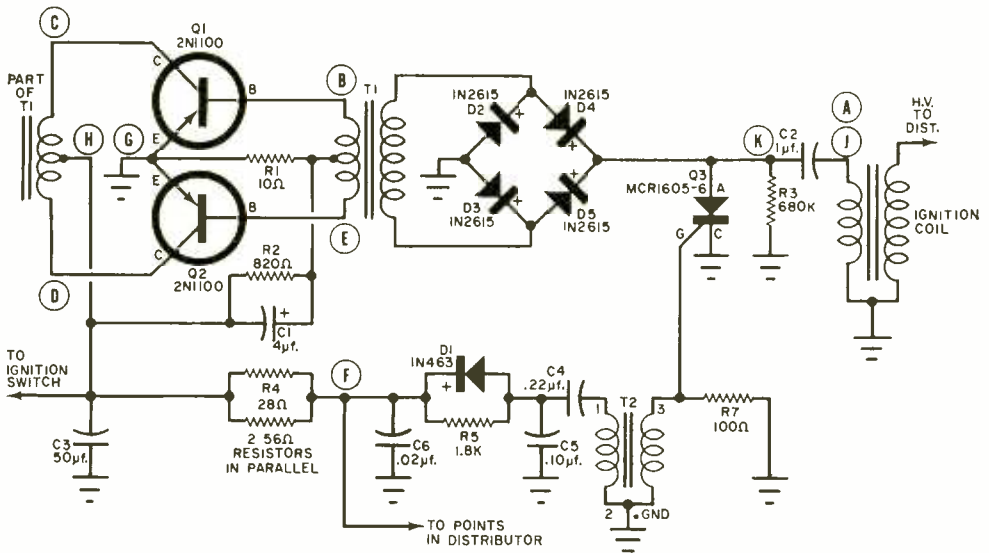 C
Q1
2N1100
PART
OF
T1
C
B
B
T1
1N2615
D2
+
1N2615
D4
+
A
H.V.
TO
DIST.
H
G
E
R1
10Ω
K
C2
1µf.
J
E
Q3
MCR1605-6
A
R3
680K
D3
1N2615
+
D5
1N2615
+
G
C
IGNITION
COIL
B
E
C
Q2
2N1100
R2
820Ω
D
+
C1
4µf.
TO
IGNITION
SWITCH
D1
1N463
+
F
R4
28Ω
2 56Ω
RESISTORS
IN PARALLEL
C4
.22µf.
1
T2
3
R7
100Ω
C3
50µf.
C6
.02µf.
R5
1.8K
C5
.10µf.
2
.GND
TO POINTS
IN DISTRIBUTOR